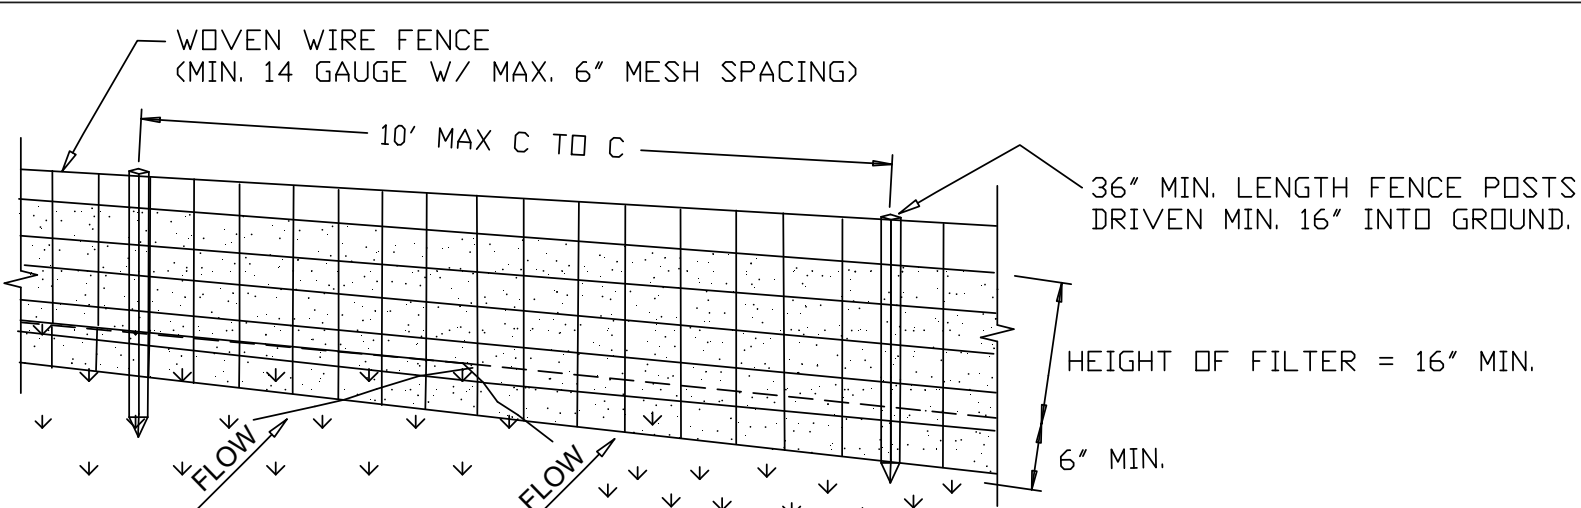 WOVEN WIRE FENCE
(MIN. 14 GAUGE W/ MAX. 6" MESH SPACING)
10' MAX C TO C
36" MIN. LENGTH FENCE POSTS
DRIVEN MIN. 16" INTO GROUND.
HEIGHT OF FILTER = 16" MIN.
6" MIN.
FLOW
FLOW